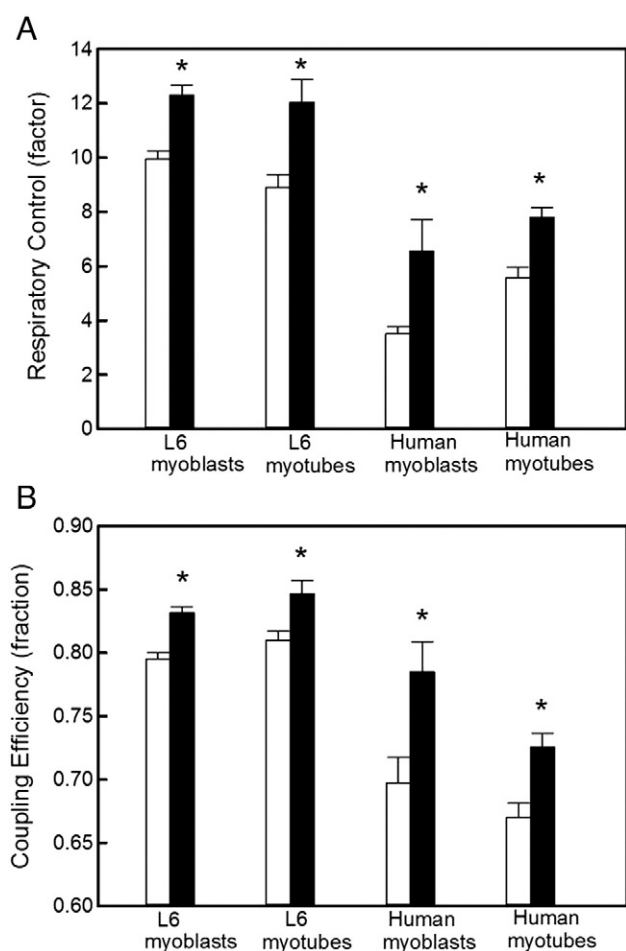 A
Respiratory Control (factor)
14
12
10
8
6
4
2
0
* * * *
L6 myoblasts
L6 myotubes
Human myoblasts
Human myotubes
B
Coupling Efficiency (fraction)
0.90
0.85
0.80
0.75
0.70
0.65
0.60
* * * *
L6 myoblasts
L6 myotubes
Human myoblasts
Human myotubes